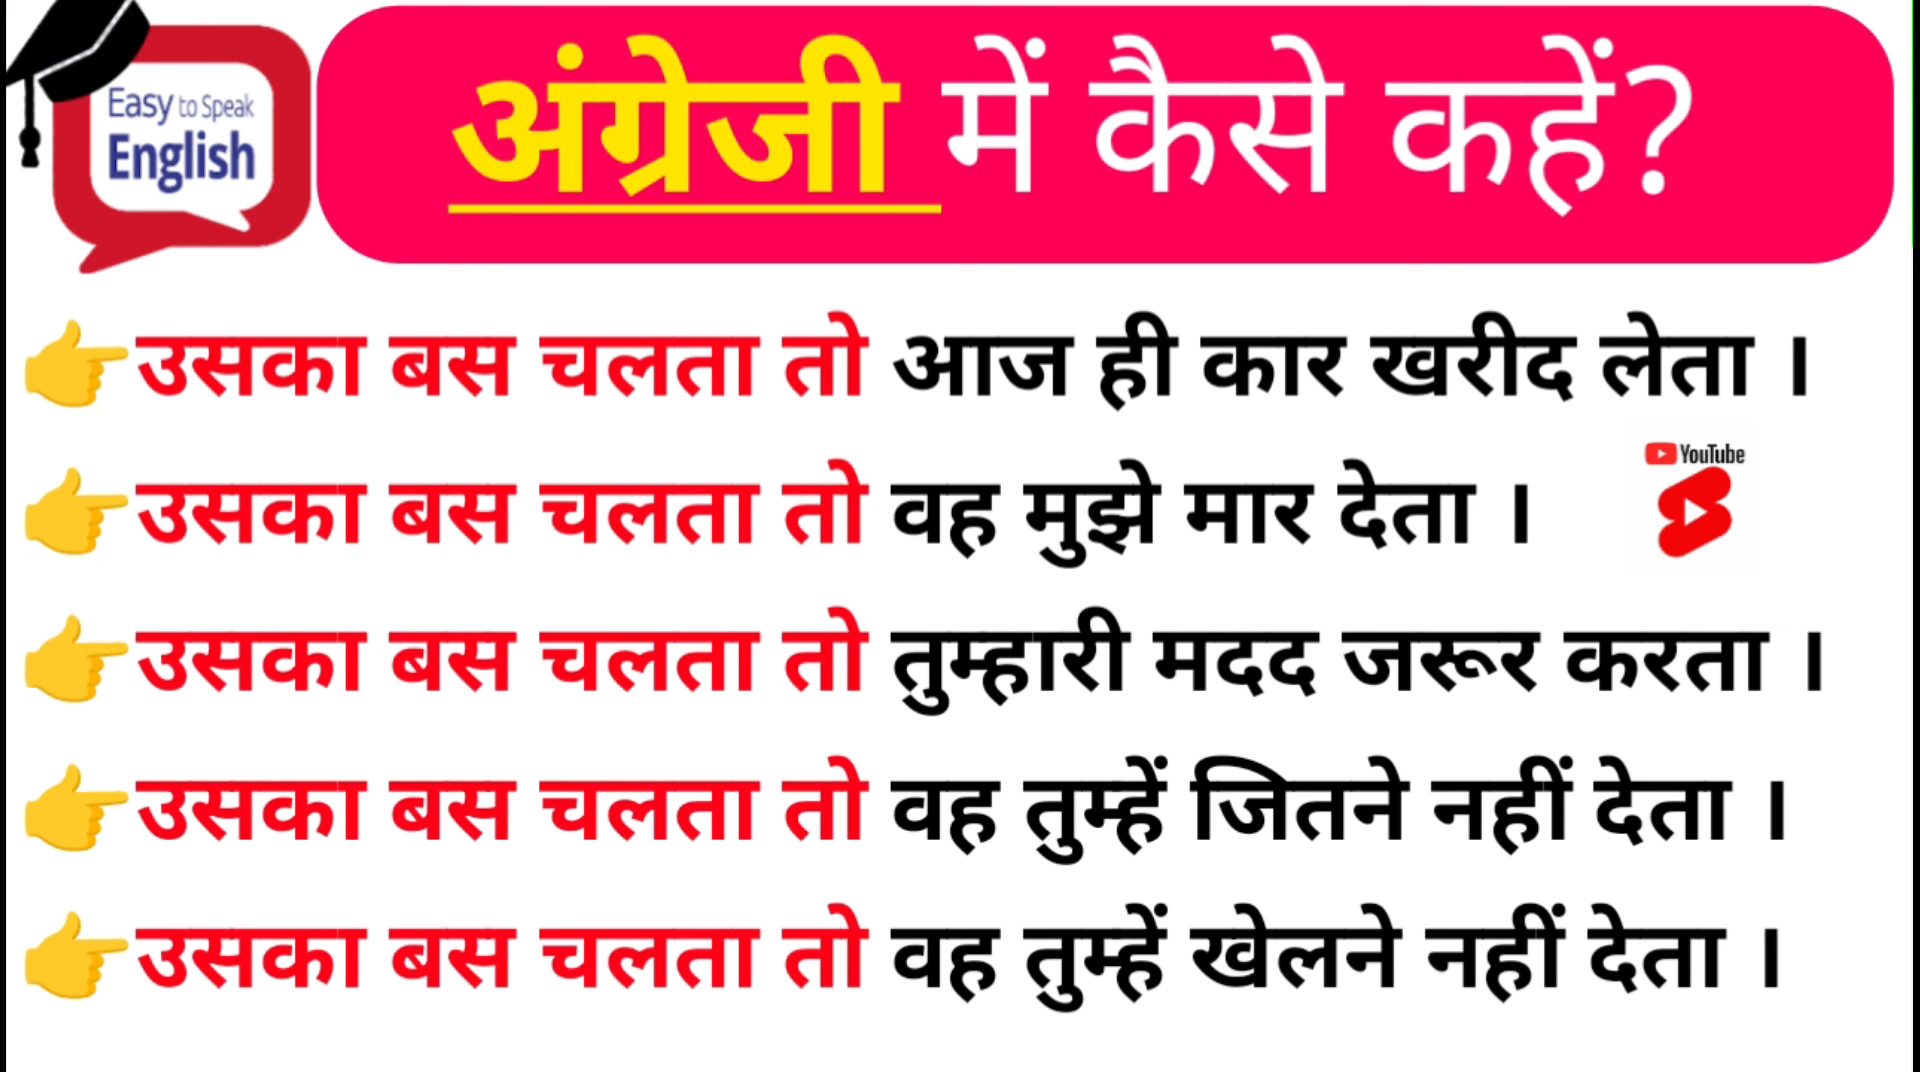 Easy to Speak
English
अंग्रेजी में कैसे कहें?
👉उसका बस चलता तो आज ही कार खरीद लेता ।
YouTube
👉उसका बस चलता तो वह मुझे मार देता ।
👉उसका बस चलता तो तुम्हारी मदद जरूर करता ।
👉उसका बस चलता तो वह तुम्हें जितने नहीं देता ।
👉उसका बस चलता तो वह तुम्हें खेलने नहीं देता ।